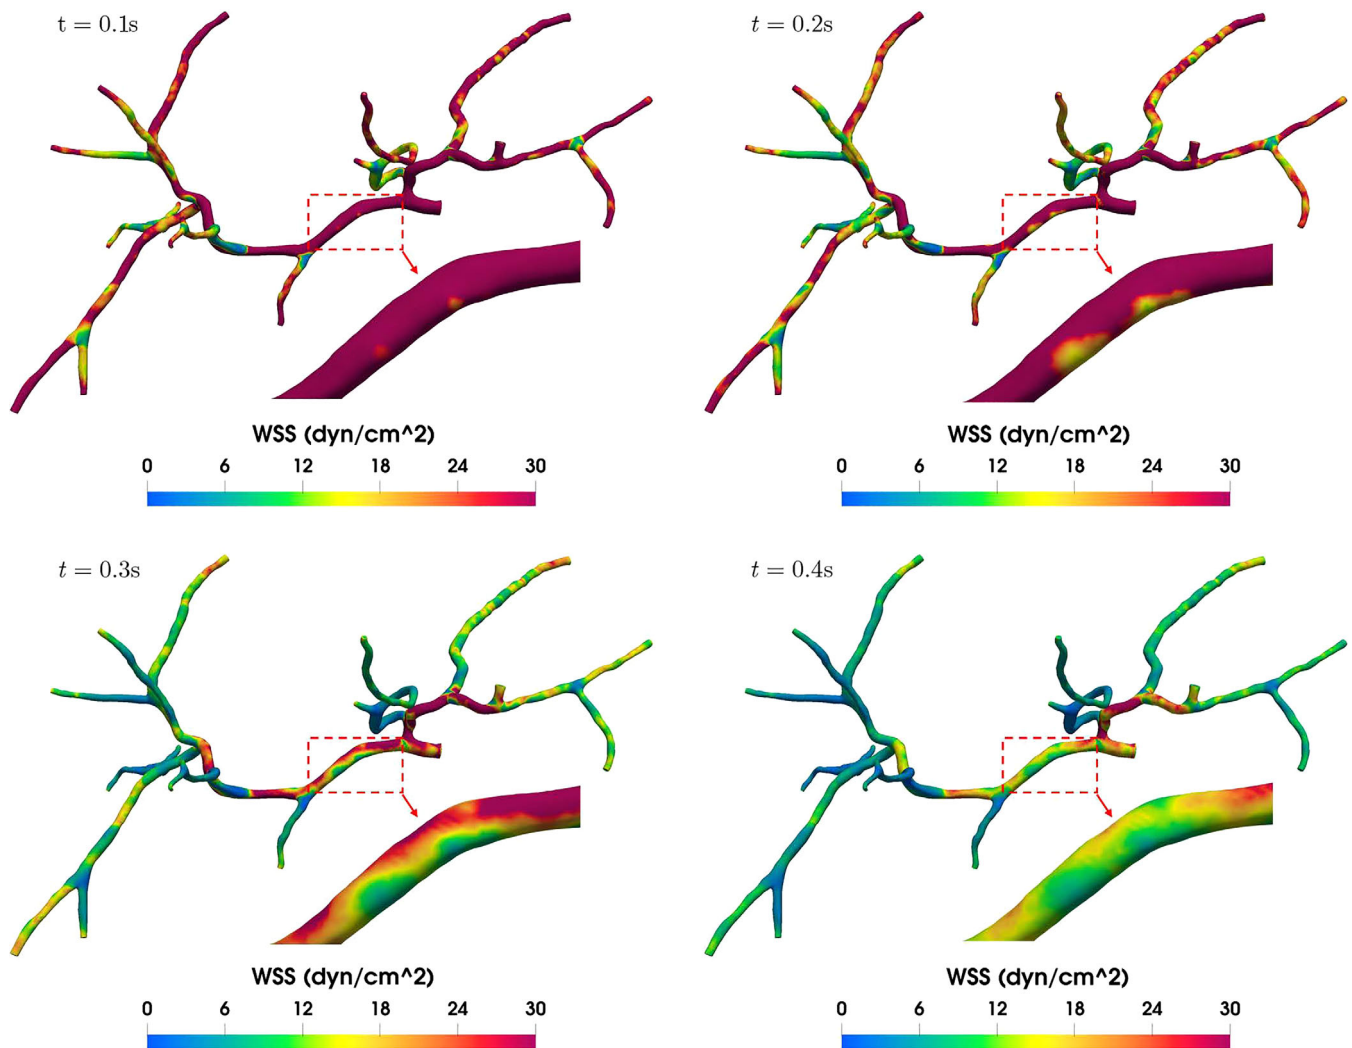 t = 0.1s
t = 0.2s
WSS (dyn/cm^2)
0 6 12 18 24 30
WSS (dyn/cm^2)
0 6 12 18 24 30
t = 0.3s
t = 0.4s
WSS (dyn/cm^2)
0 6 12 18 24 30
WSS (dyn/cm^2)
0 6 12 18 24 30